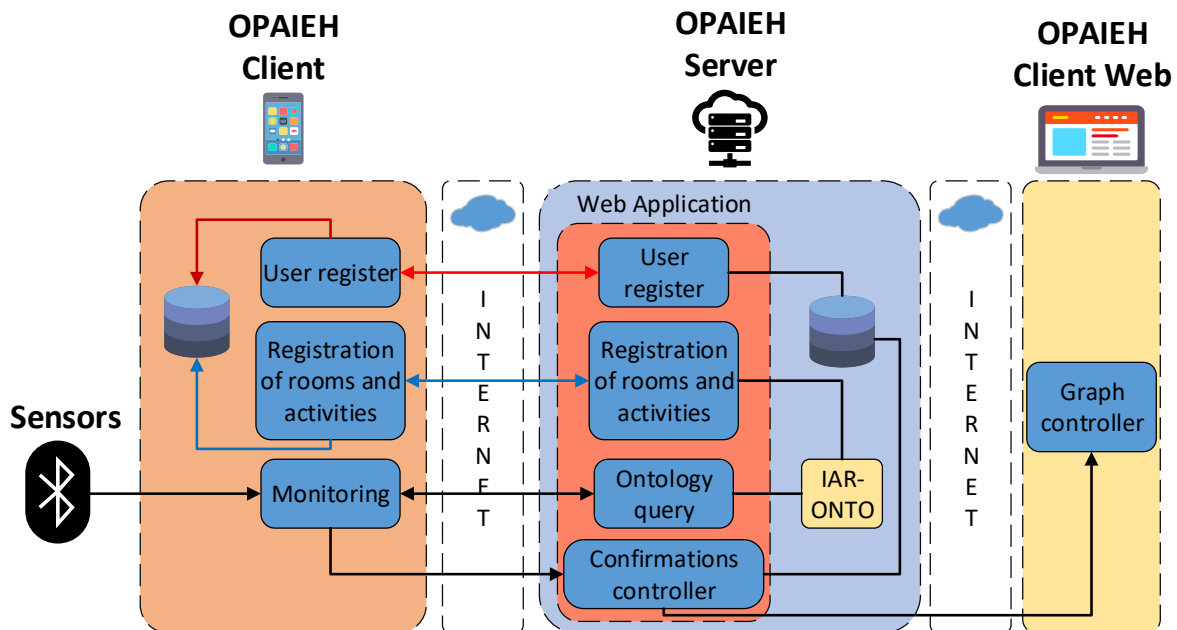 OPAIEH
Client
OPAIEH
Server
OPAIEH
Client Web
Sensors
User register
Registration
of rooms and
activities
Monitoring
I
N
T
E
R
N
E
T
Web Application
User
register
Registration
of rooms and
activities
Ontology
query
Confirmations
controller
IAR-
ONTO
I
N
T
E
R
N
E
T
Graph
controller